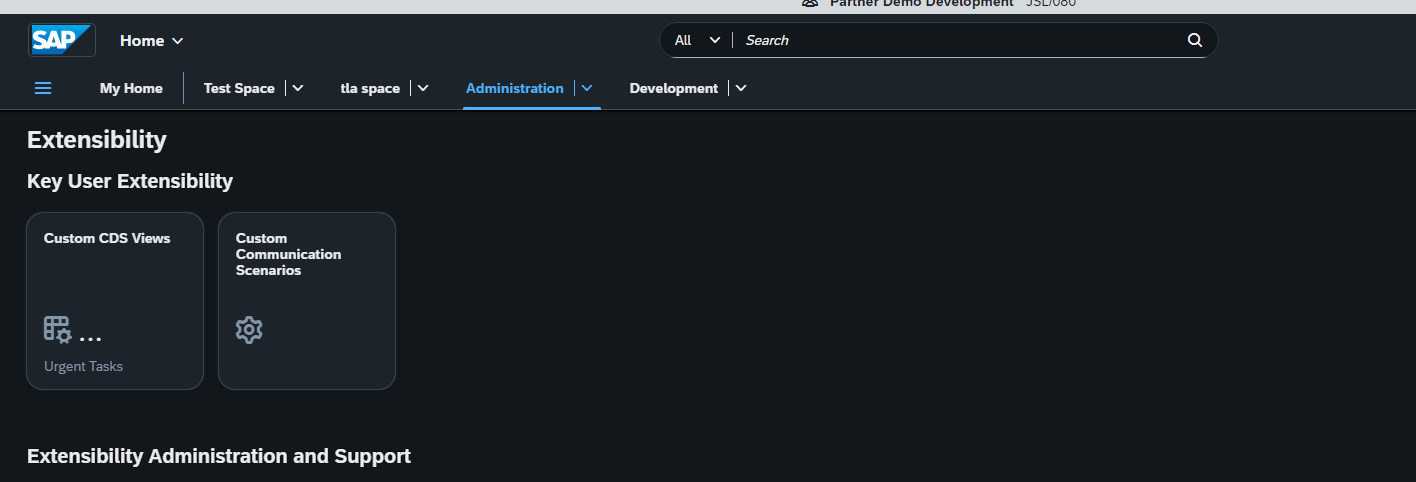 Partner Demo Development JSL/080
SAP Home
All Search
My Home Test Space tla space Administration Development
Extensibility
Key User Extensibility
Custom CDS Views
...
Urgent Tasks
Custom
Communication
Scenarios
Extensibility Administration and Support